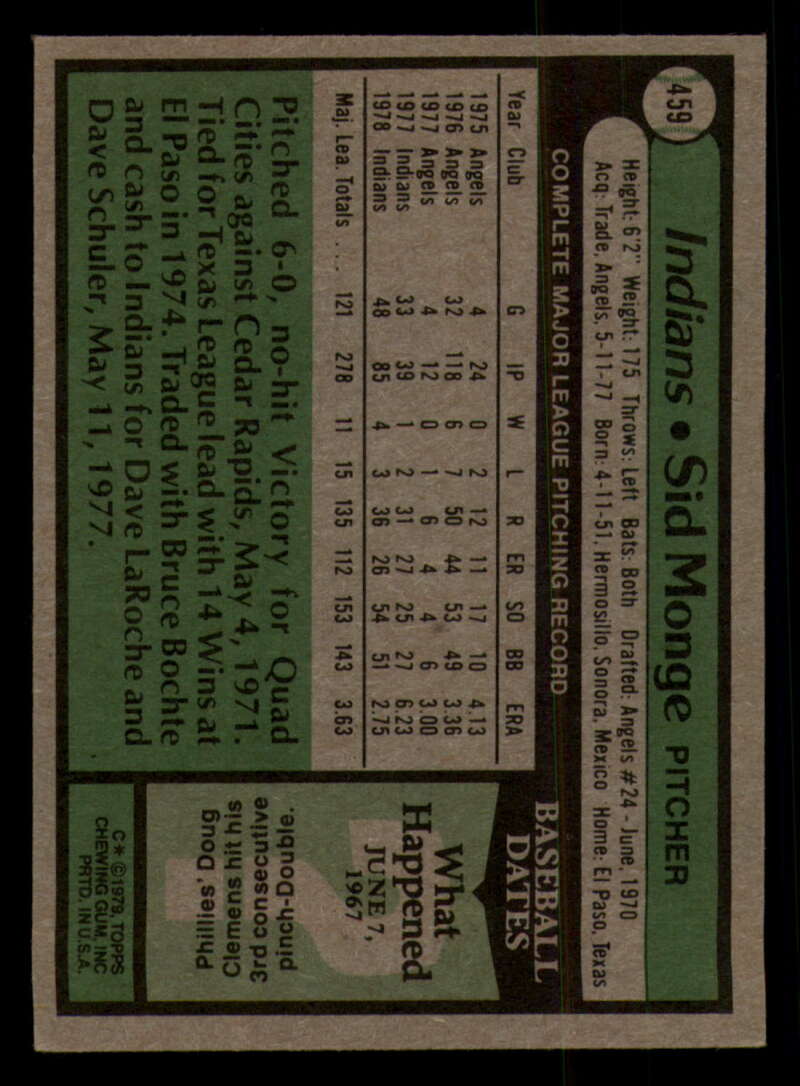 459
Indians • Sid Monge PITCHER
Height: 6'2" Weight: 175 Throws: Left Bats: Both Drafted: Angels #24 - June, 1970
Acq: Trade, Angels, 5-11-77 Born: 4-11-51, Hermosillo, Sonora, Mexico Home: El Paso, Texas
COMPLETE MAJOR LEAGUE PITCHING RECORD
Year Club G IP W L R ER SO BB ERA
1975 Angels 4 24 0 2 12 11 17 10 4.13
1976 Angels 32 118 6 7 50 44 53 49 3.36
1977 Angels 4 12 0 1 6 4 4 6 3.00
1977 Indians 33 39 1 2 31 27 25 27 6.23
1978 Indians 48 85 4 3 36 26 54 51 2.75
Maj. Lea. Totals . . . 121 278 11 15 135 112 153 143 3.63
Pitched 6-0, no-hit Victory for Quad
Cities against Cedar Rapids, May 4, 1971.
Tied for Texas League lead with 14 Wins at
El Paso in 1974. Traded with Bruce Bochte
and cash to Indians for Dave LaRoche and
Dave Schuler, May 11, 1977.
BASEBALL
DATES
What
Happened
JUNE 7,
1967
Phillies' Doug
Clemens hit his
3rd consecutive
pinch-Double.
C* ©1979, TOPPS
CHEWING GUM, INC
PRTD. IN U.S.A.